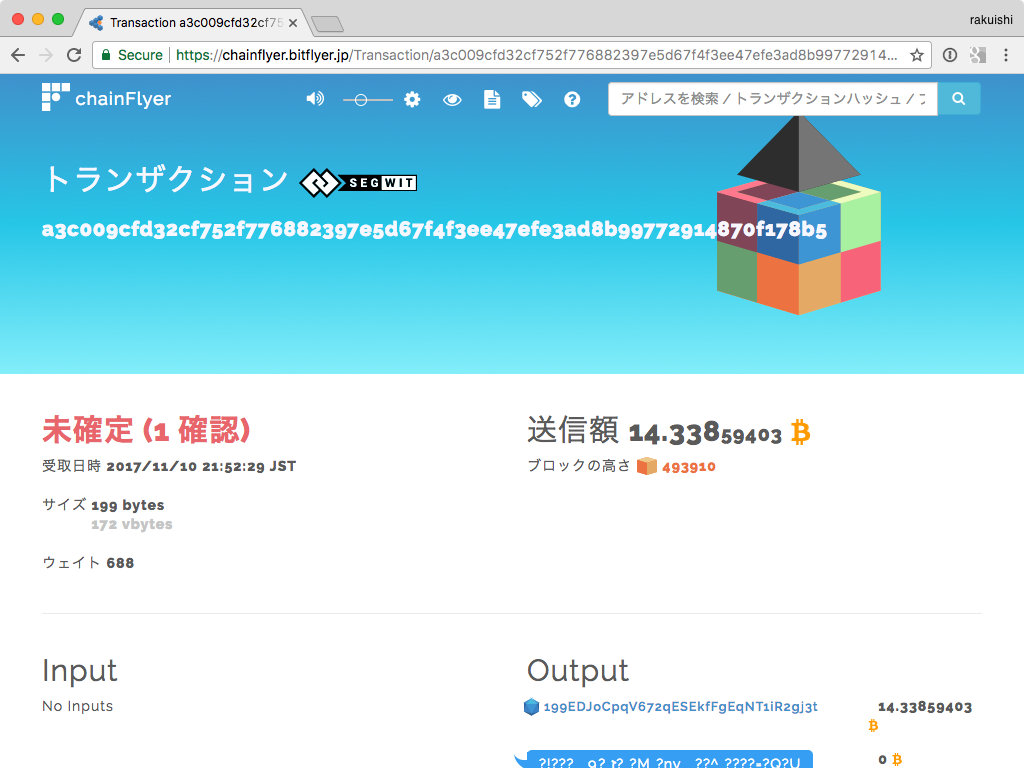 Transaction a3c009cfd32cf75
rakuishi
Secure https://chainflyer.bitflyer.jp/Transaction/a3c009cfd32cf752f776882397e5d67f4f3ee47efe3ad8b99772914...
chainFlyer
アドレスを検索 / トランザクションハッシュ / ブ
トランザクション SEGWIT
a3c009cfd32cf752f776882397e5d67f4f3ee47efe3ad8b99772914870f178b5
未確定 (1 確認)
受取日時 2017/11/10 21:52:29 JST
サイズ 199 bytes
172 vbytes
ウェイト 688
送信額 14.33859403
ブロックの高さ 493910
Input
No Inputs
Output
199EDJoCpqV672qESEkfFgEqNT1iR2gj3t 14.33859403
0